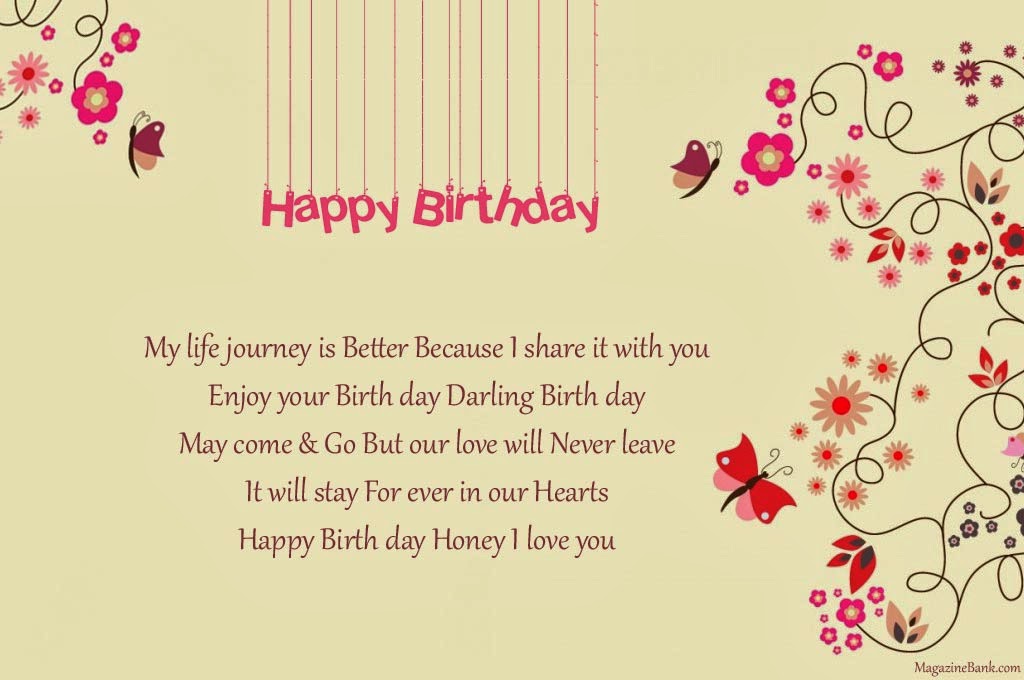 Happy Birthday
My life journey is Better Because I share it with you
Enjoy your Birth day Darling Birth day
May come & Go But our love will Never leave
It will stay For ever in our Hearts
Happy Birth day Honey I love you
MagazineBank.com